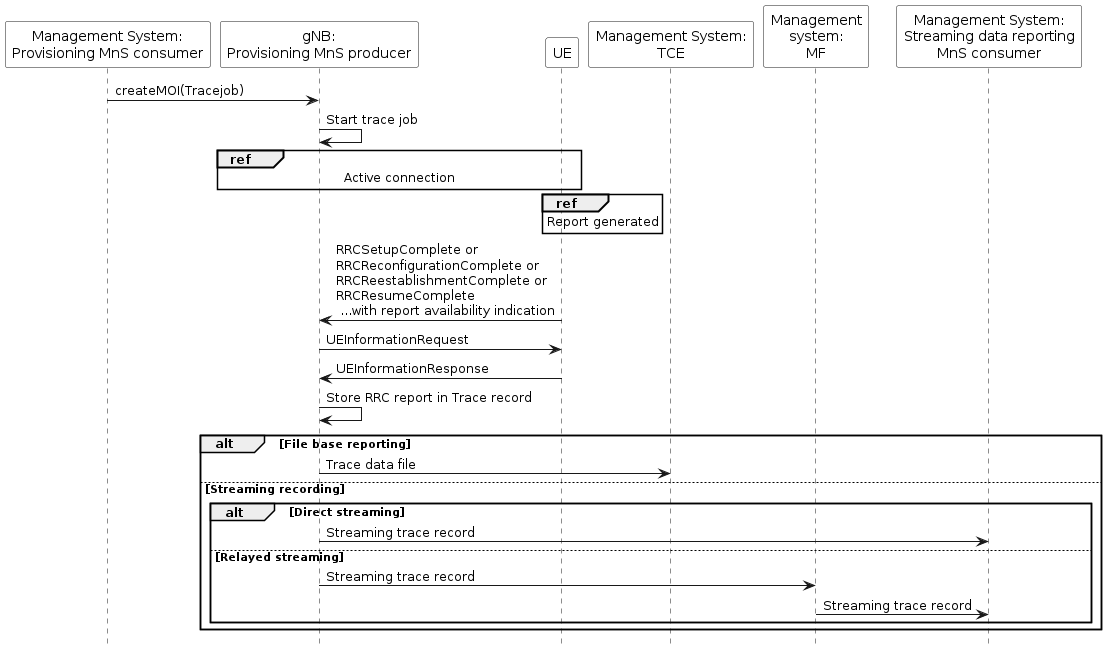 Management System:
Provisioning MnS consumer
gNB:
Provisioning MnS producer
UE
Management System:
TCE
Management
system:
MF
Management System:
Streaming data reporting
MnS consumer
createMOI(Tracejob)
Start trace job
ref
Active connection
ref
Report generated
RRCSetupComplete or
RRCReconfigurationComplete or
RRCReestablishmentComplete or
RRCResumeComplete
...with report availability indication
UEInformationRequest
UEInformationResponse
Store RRC report in Trace record
alt
[File base reporting]
Trace data file
[Streaming recording]
alt
[Direct streaming]
Streaming trace record
[Relayed streaming]
Streaming trace record
Streaming trace record